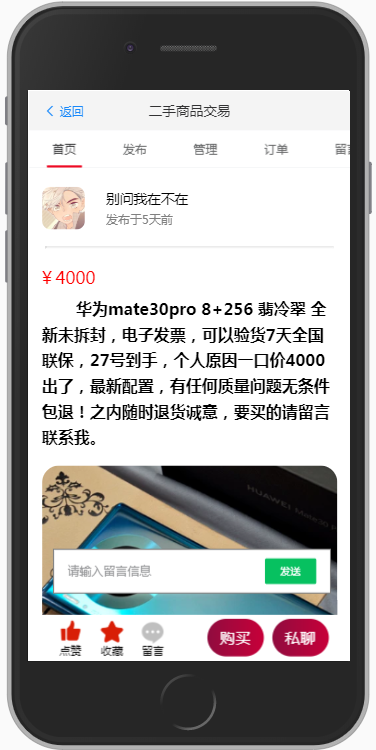 返回
二手商品交易
首页 发布 管理 订单
别问我在不在
发布于5天前
¥4000
华为mate30pro 8+256 翡冷翠 全
新未拆封，电子发票，可以验货7天全国
联保，27号到手，个人原因一口价4000
出了，最新配置，有任何质量问题无条件
包退！之内随时退货诚意，要买的请留言
联系我。
HUAWEI Mate30
请输入留言信息 发送
点赞 收藏 留言 购买 私聊